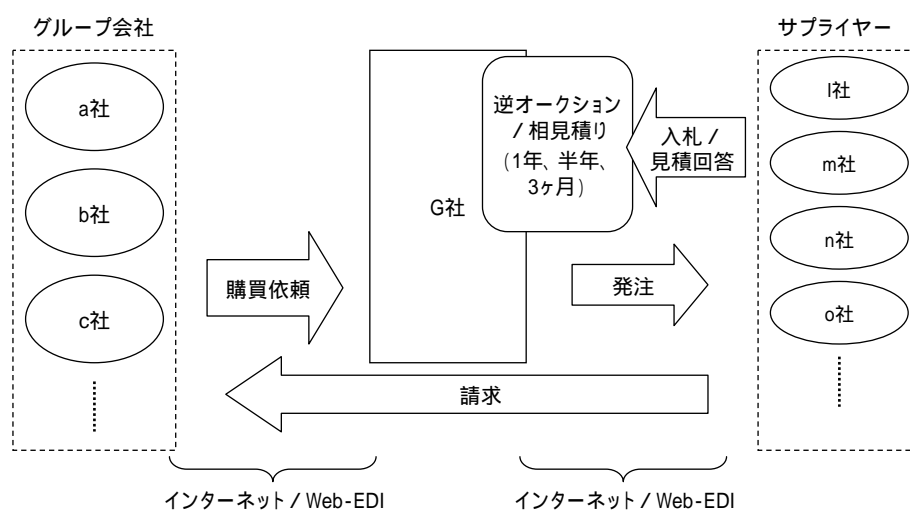 グループ会社
サプライヤー
a社
b社
c社
購買依頼
G社
逆オークション
/ 相見積り
(1年、半年、
3ヶ月)
入札 /
見積回答
発注
請求
l社
m社
n社
o社
インターネット / Web-EDI
インターネット / Web-EDI